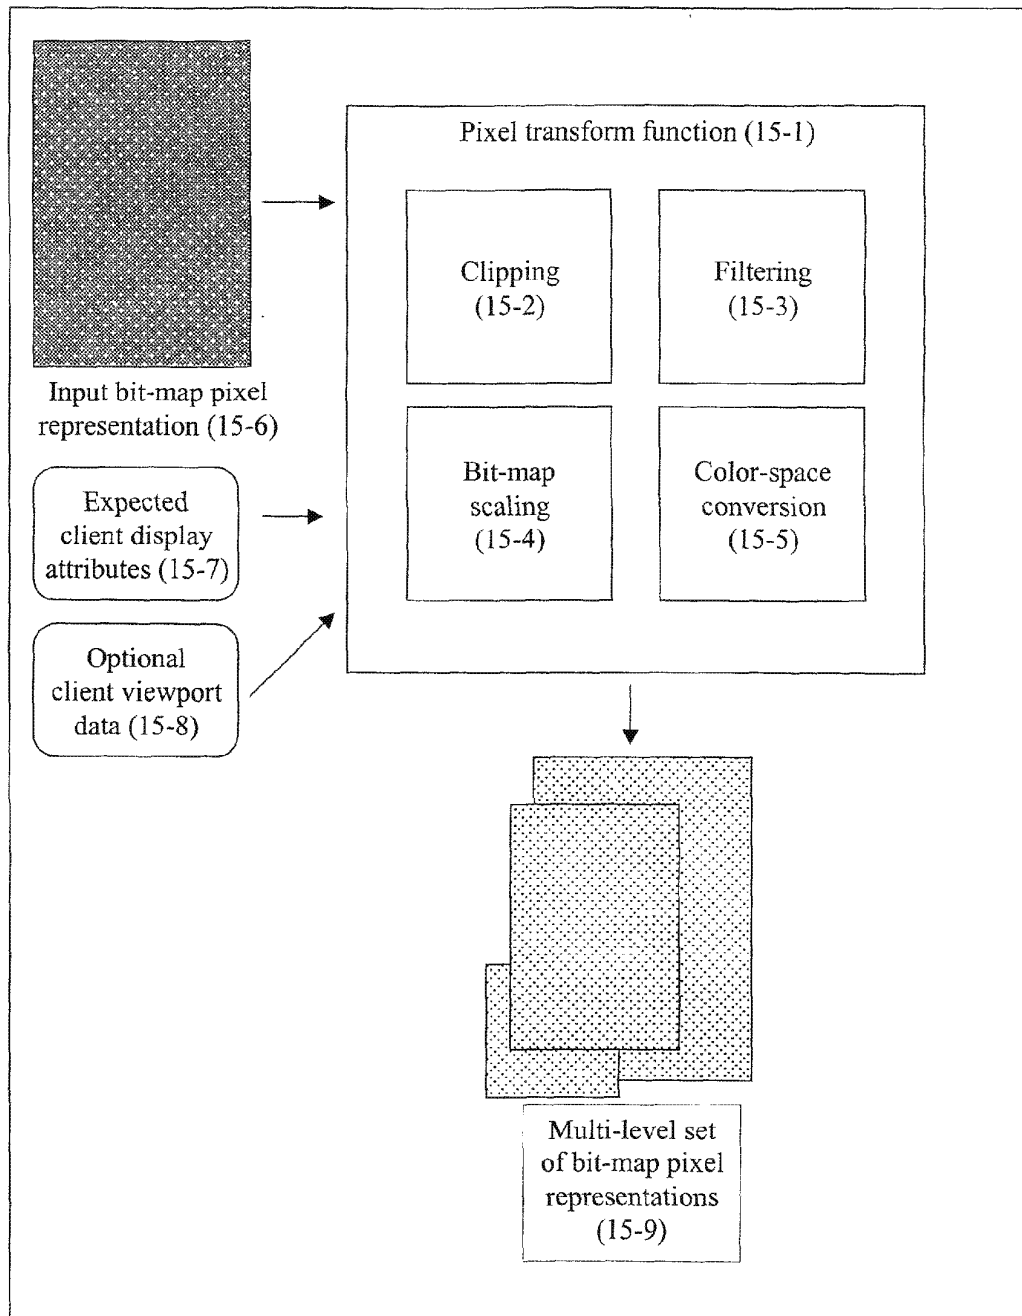 Pixel transform function (15-1)
Clipping
(15-2)
Filtering
(15-3)
Input bit-map pixel
representation (15-6)
Bit-map
scaling
(15-4)
Color-space
conversion
(15-5)
Expected
client display
attributes (15-7)
Optional
client viewport
data (15-8)
Multi-level set
of bit-map pixel
representations
(15-9)